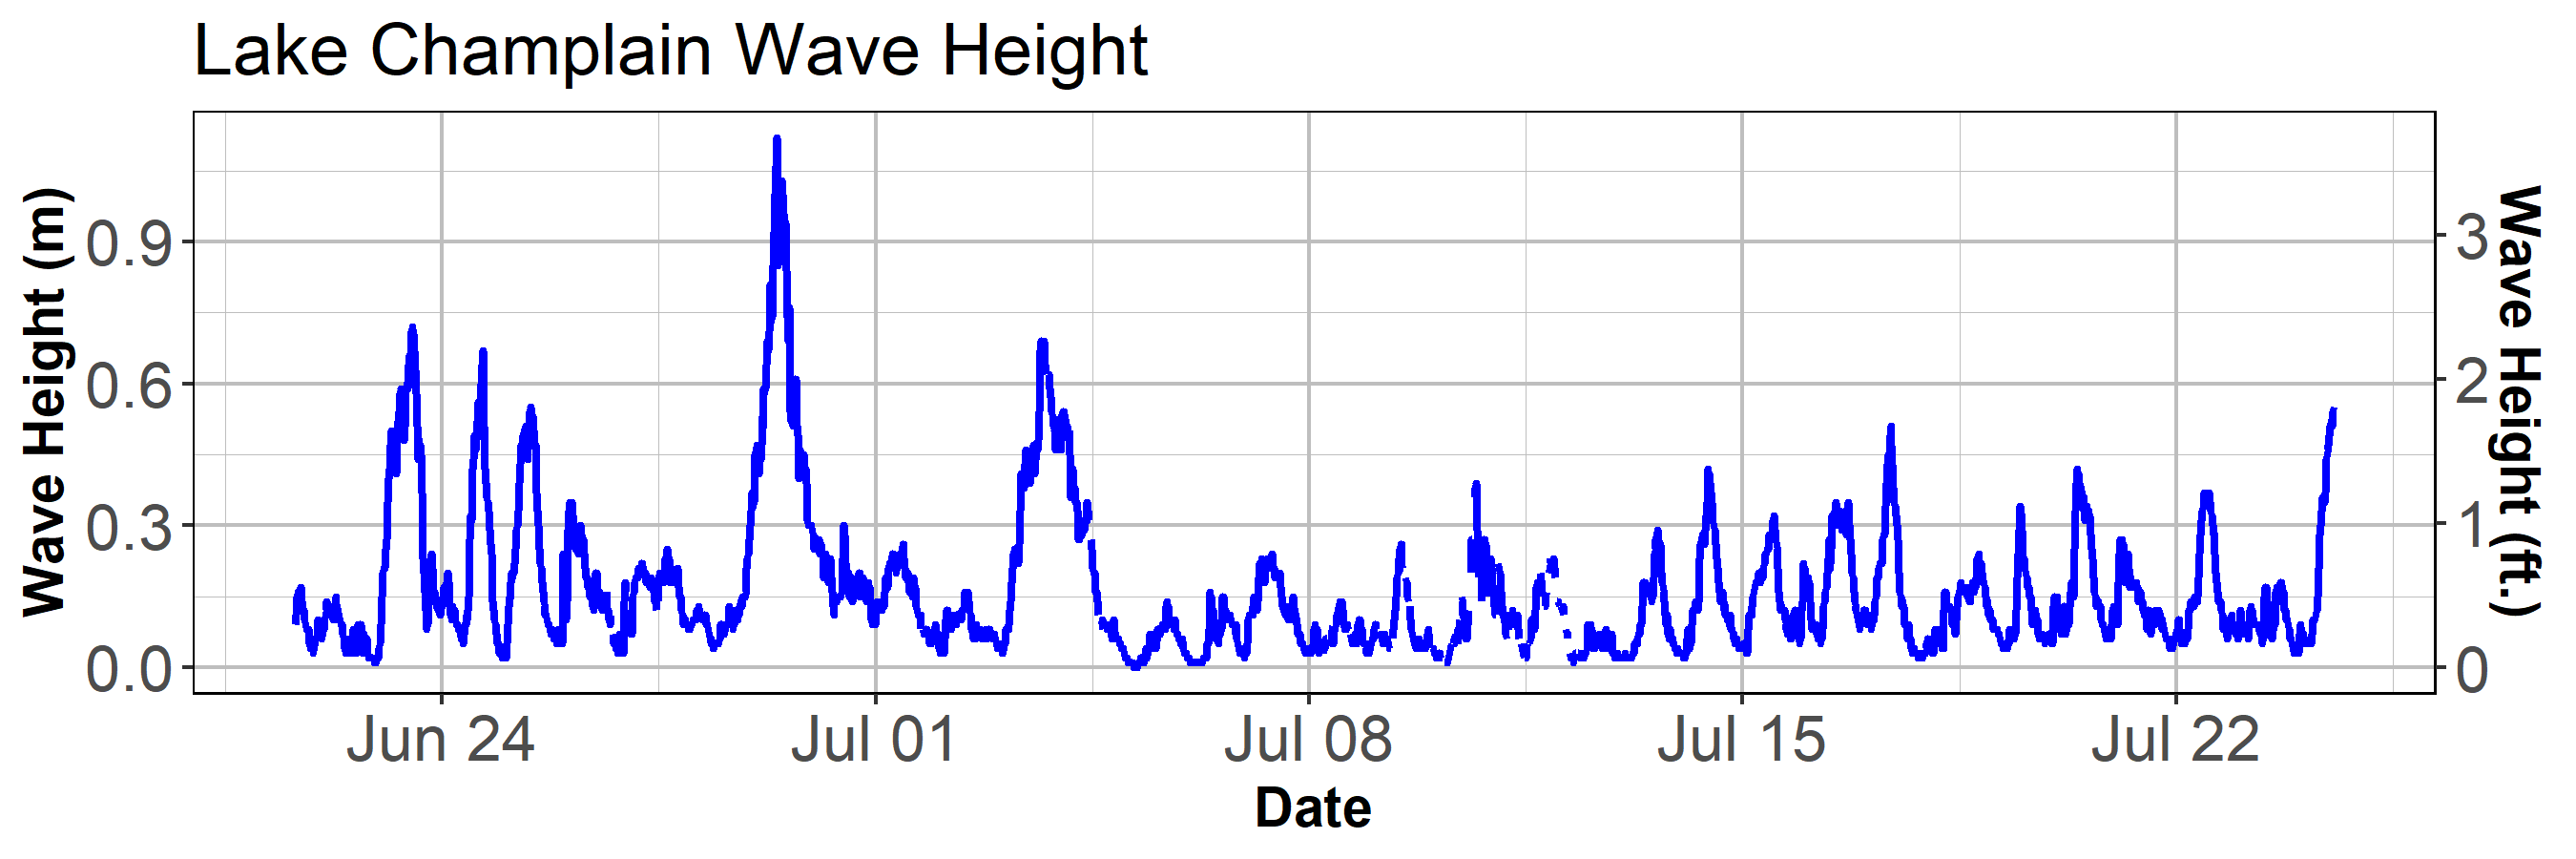 Lake Champlain Wave Height
Wave Height (m)
0.9
0.6
0.3
0.0
3
2
1
0
Wave Height (ft.)
Jun 24
Jul 01
Jul 08
Jul 15
Jul 22
Date